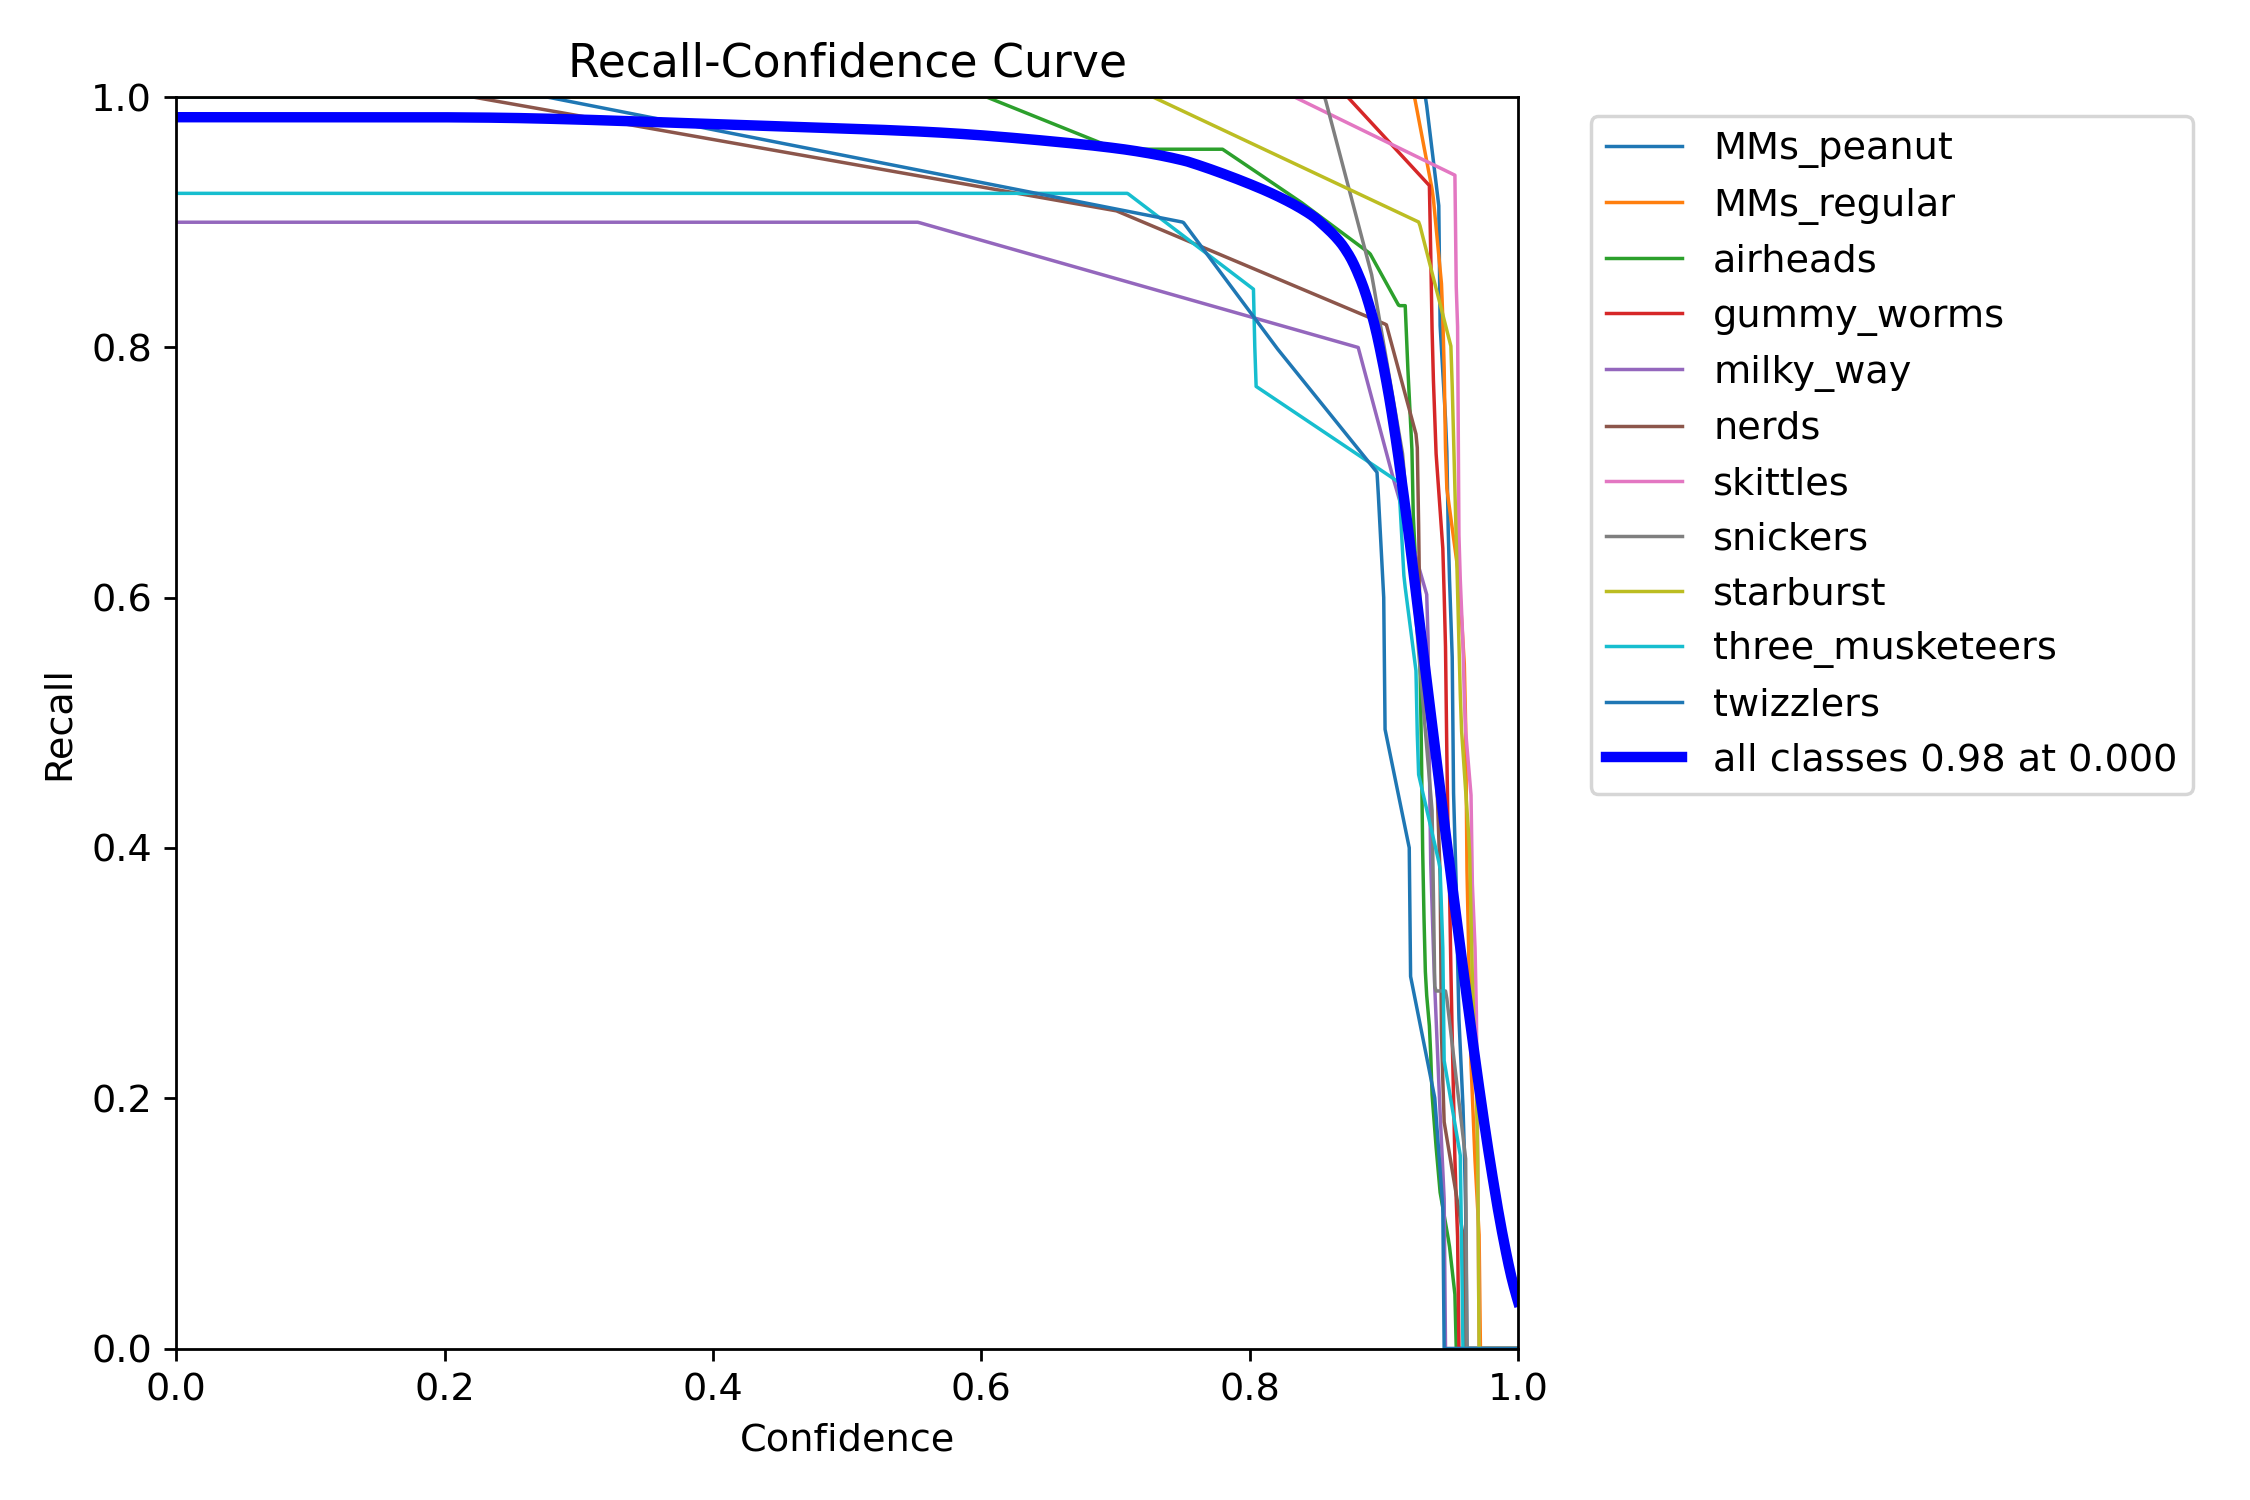 Recall-Confidence Curve
1.0
0.8
0.6
0.4
0.2
0.0
Recall
0.0 0.2 0.4 0.6 0.8 1.0
Confidence
MMs_peanut
MMs_regular
airheads
gummy_worms
milky_way
nerds
skittles
snickers
starburst
three_musketeers
twizzlers
all classes 0.98 at 0.000